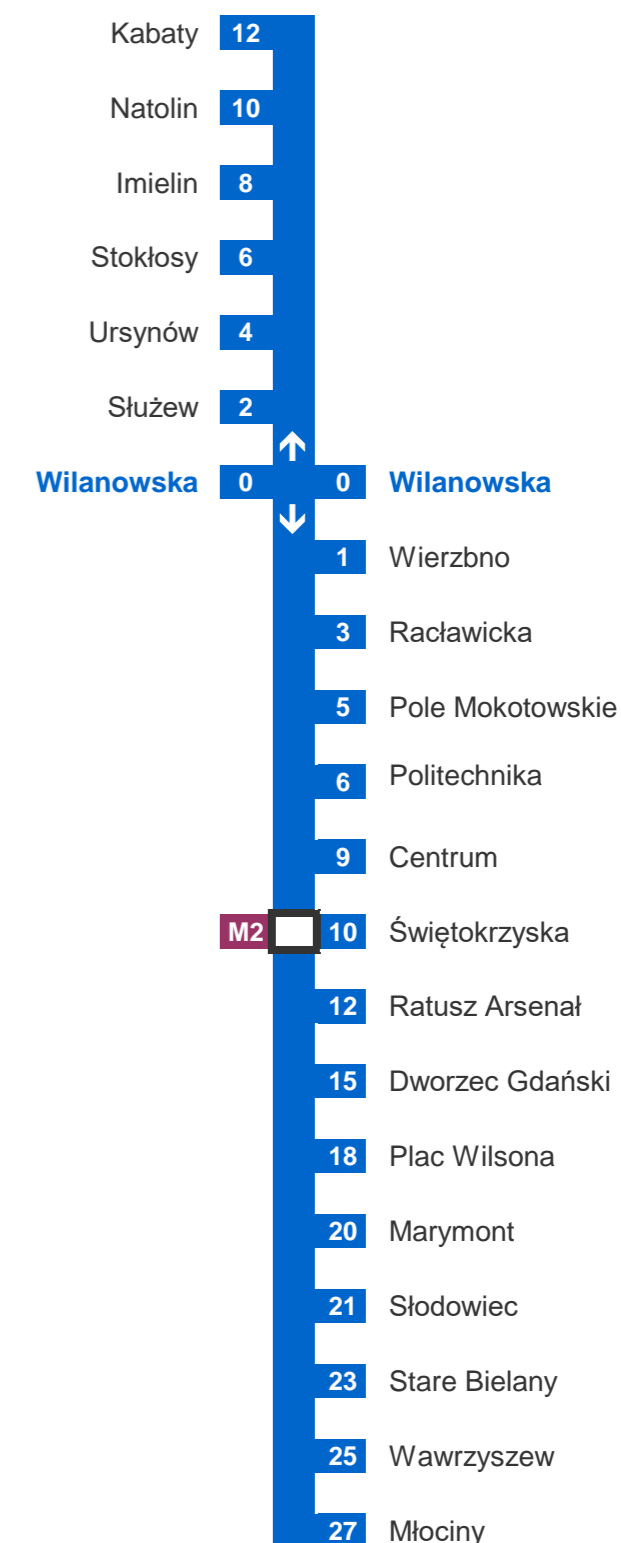 Kabaty 12
Natolin 10
Imielin 8
Stokłosy 6
Ursynów 4
Służew 2
Wilanowska 0 0 Wilanowska
1 Wierzbno
3 Racławicka
5 Pole Mokotowskie
6 Politechnika
9 Centrum
M2 10 Świętokrzyska
12 Ratusz Arsenał
15 Dworzec Gdański
18 Plac Wilsona
20 Marymont
21 Słodowiec
23 Stare Bielany
25 Wawrzyszew
27 Młociny